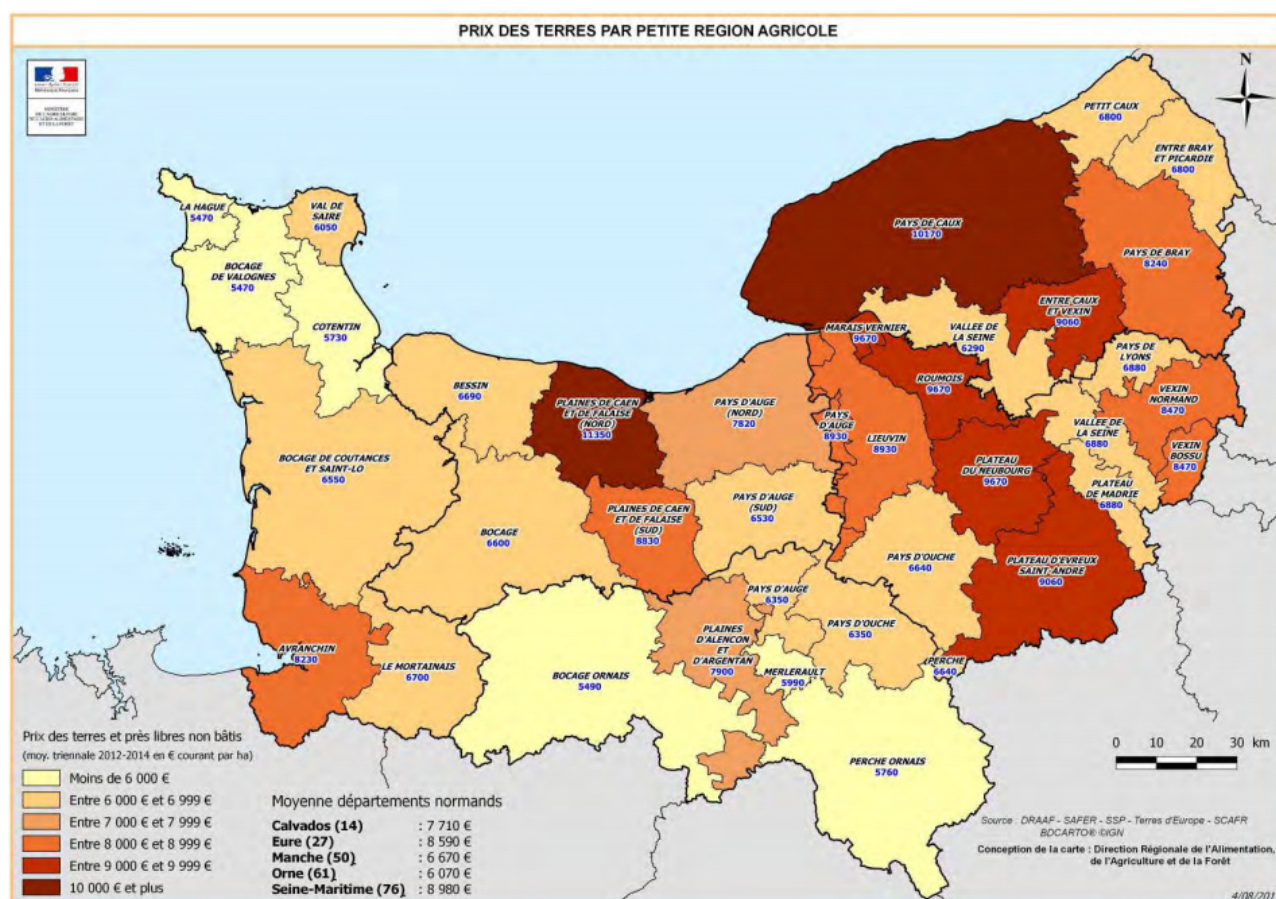 PRIX DES TERRES PAR PETITE REGION AGRICOLE
N
PETIT CAUX
6800
ENTRE BRAY
ET PICARDIE
6800
LA HAGUE
5470
VAL DE
SAIRE
6050
PAYS DE CAUX
10170
PAYS DE BRAY
8240
BOCAGE
DE VALOGNES
5470
COTENTIN
5730
ENTRE CAUX
ET VEXIN
9060
MARAIS VERNIER
9670
VALLEE DE
LA SEINE
6290
PAYS DE
LYONS
6880
BESSIN
6690
ROUMOIS
9670
VEXIN
NORMAND
8470
PLAINES DE CAEN
ET DE FALAISE
(NORD)
11350
PAYS D'AUGE
(NORD)
7820
PAYS
D'AUGE
8930
LIEUVIN
8930
VALLEE DE
LA SEINE
6880
VEXIN
BOSSU
8470
BOCAGE DE COUTANCES
ET SAINT-LO
6550
PLATEAU
DU NEUBOURG
9670
PLATEAU
DE MADRIE
6880
PAYS D'AUGE
(SUD)
6530
PLAINES DE CAEN
ET DE FALAISE
(SUD)
8830
BOCAGE
6600
PAYS D'OUCHE
6640
PLATEAU D'EVREUX
SAINT-ANDRE
9060
PAYS D'AUGE
6350
PAYS D'OUCHE
6350
PLAINES
D'ALENCON
ET
D'ARGENTAN
7900
AVRANCHIN
8230
LE MORTAINAIS
6700
BOCAGE ORNAIS
5490
MERLERAULT
5990
PERCHE
6640
PERCHE ORNAIS
5760
Prix des terres et près libres non bâtis
(moy. triennale 2012-2014 en € courant par ha)
Moins de 6 000 €
Entre 6 000 € et 6 999 €
Entre 7 000 € et 7 999 €
Entre 8 000 € et 8 999 €
Entre 9 000 € et 9 999 €
10 000 € et plus
Moyenne départements normands
Calvados (14) : 7 710 €
Eure (27) : 8 590 €
Manche (50) : 6 670 €
Orne (61) : 6 070 €
Seine-Maritime (76) : 8 980 €
0 10 20 30 km
Source : DRAAF - SAFER - SSP - Terres d'Europe - SCAFR
BDCARTO® ©IGN
Conception de la carte : Direction Régionale de l'Alimentation,
de l'Agriculture et de la Forêt
4/08/201